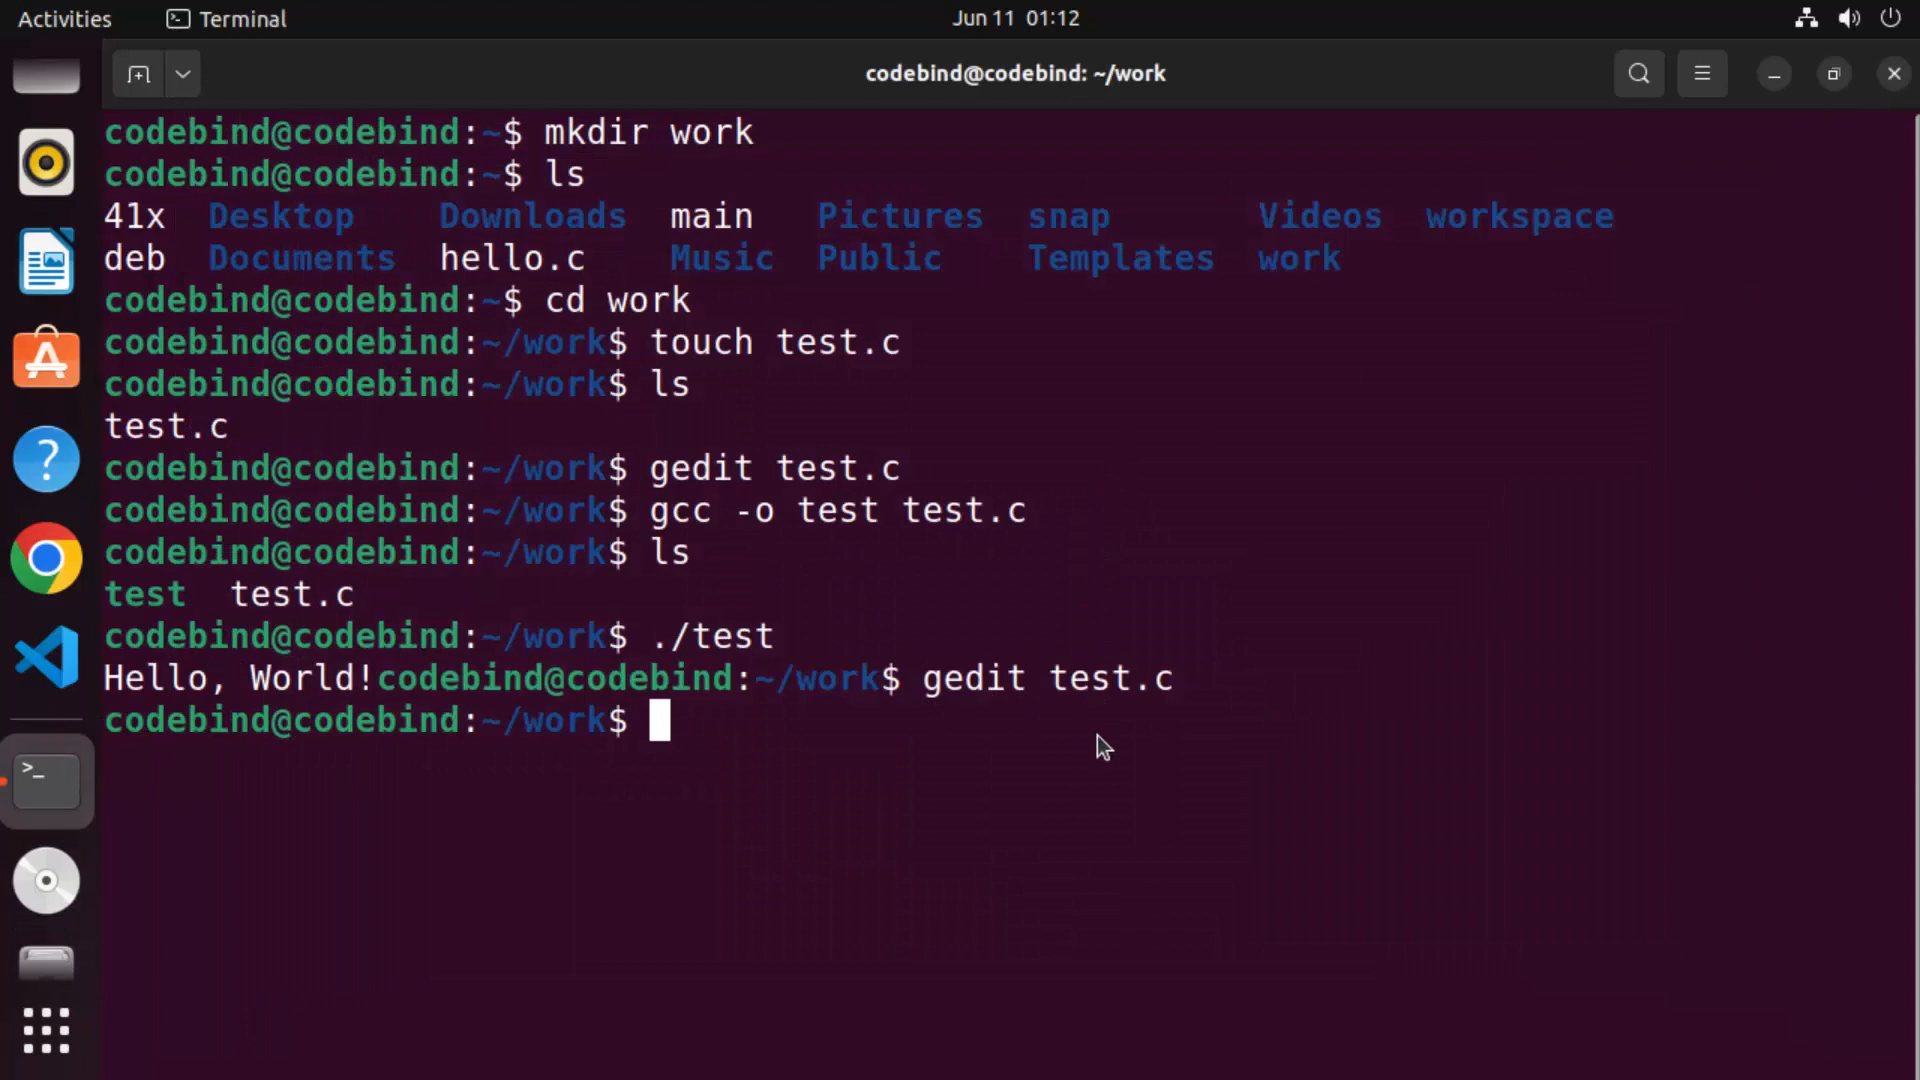 Activities Terminal Jun 11 01:12
codebind@codebind: ~/work
codebind@codebind:~$ mkdir work
codebind@codebind:~$ ls
41x Desktop Downloads main Pictures snap Videos workspace
deb Documents hello.c Music Public Templates work
codebind@codebind:~$ cd work
codebind@codebind:~/work$ touch test.c
codebind@codebind:~/work$ ls
test.c
codebind@codebind:~/work$ gedit test.c
codebind@codebind:~/work$ gcc -o test test.c
codebind@codebind:~/work$ ls
test test.c
codebind@codebind:~/work$ ./test
Hello, World!codebind@codebind:~/work$ gedit test.c
codebind@codebind:~/work$